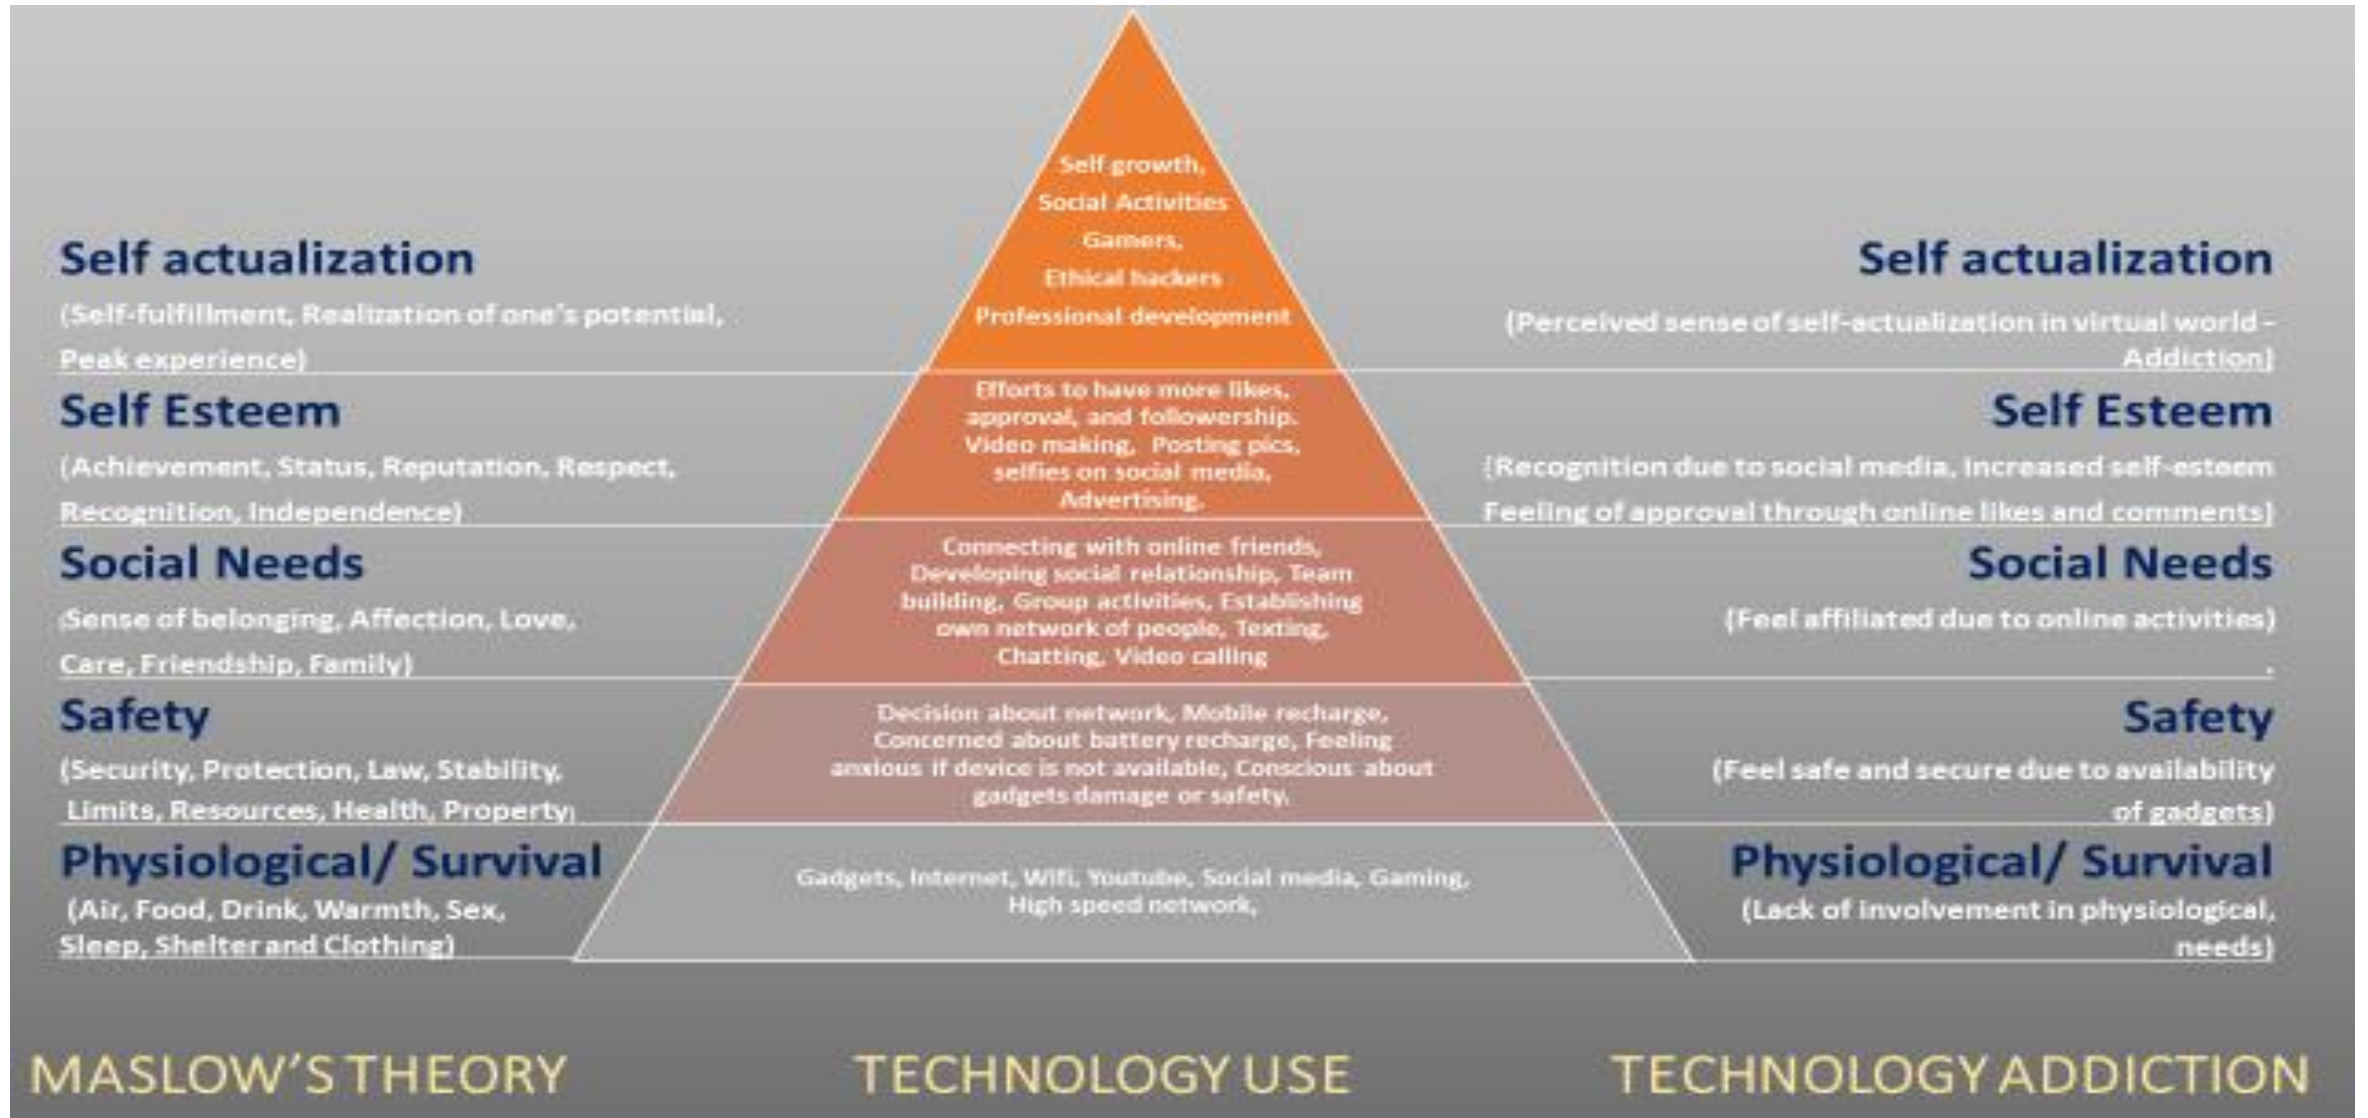 Self actualization
(Self-fulfillment, Realization of one's potential,
Peak experience)
Self Esteem
(Achievement, Status, Reputation, Respect,
Recognition, Independence)
Social Needs
(Sense of belonging, Affection, Love,
Care, Friendship, Family)
Safety
(Security, Protection, Law, Stability,
Limits, Resources, Health, Property)
Physiological/ Survival
(Air, Food, Drink, Warmth, Sex,
Sleep, Shelter and Clothing)
MASLOW'S THEORY
Self growth,
Social Activities
Gamers,
Ethical hackers
Professional development
Efforts to have more likes,
approval, and followership.
Video making, Posting pics,
selfies on social media,
Advertising.
Connecting with online friends,
Developing social relationship, Team
building, Group activities, Establishing
own network of people, Texting,
Chatting, Video calling
Decision about network, Mobile recharge,
Concerned about battery recharge, Feeling
anxious if device is not available, Conscious about
gadgets damage or safety.
Gadgets, Internet, Wifi, Youtube, Social media, Gaming,
High speed network,
TECHNOLOGY USE
Self actualization
(Perceived sense of self-actualization in virtual world -
Addiction)
Self Esteem
(Recognition due to social media, Increased self-esteem
Feeling of approval through online likes and comments)
Social Needs
(Feel affiliated due to online activities)
.
Safety
(Feel safe and secure due to availability
of gadgets)
Physiological/ Survival
(Lack of involvement in physiological,
needs)
TECHNOLOGY ADDICTION